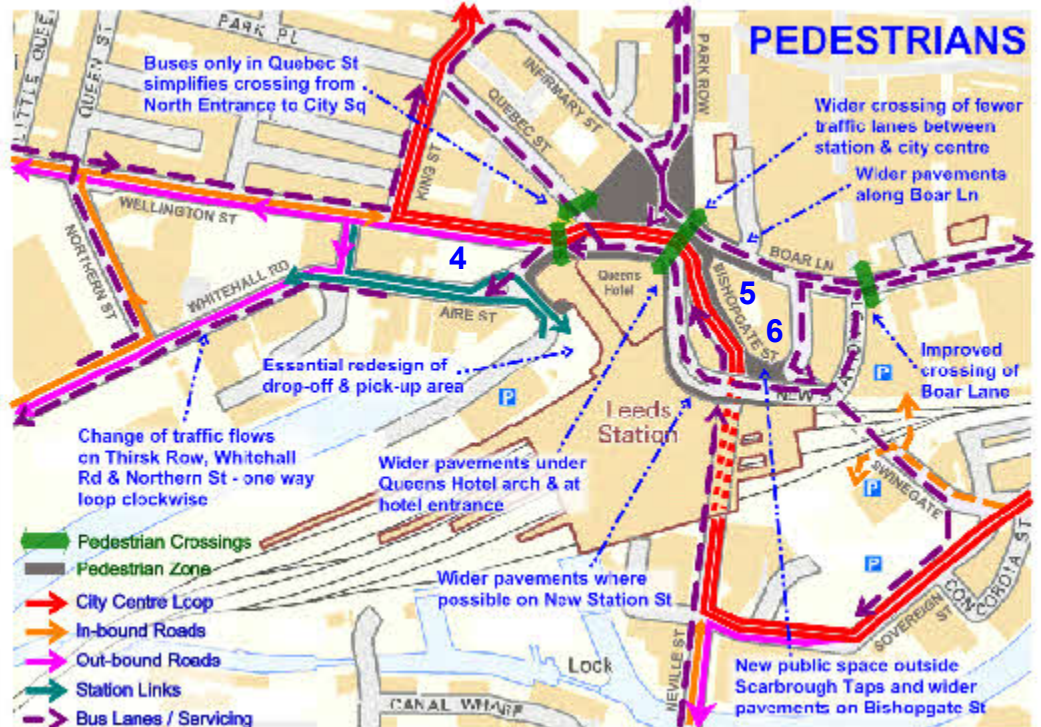 PEDESTRIANS
LITTLE QUEE
QUEEN ST
PARK PL
Buses only in Quebec St
simplifies crossing from
North Entrance to City Sq
INFIRMARY ST
QUEBEC ST
PARK ROW
Wider crossing of fewer
traffic lanes between
station & city centre
Wider pavements
along Boar Ln
KING ST
WELLINGTON ST
NORTHERN ST
WHITEHALL RD
4
AIRE ST
Queens
Hotel
BISHOPGATE ST
5
6
BOAR LN
Essential redesign of
drop-off & pick-up area
P
Improved
crossing of
Boar Lane
P
Leeds
Station
Change of traffic flows
on Thirsk Row, Whitehall
Rd & Northern St - one way
loop clockwise
Wider pavements under
Queens Hotel arch & at
hotel entrance
SWINEGATE
P
P
Pedestrian Crossings
Pedestrian Zone
City Centre Loop
In-bound Roads
Out-bound Roads
Station Links
Bus Lanes / Servicing
Wider pavements where
possible on New Station St
CONCORDIA ST
SOVEREIGN ST
NEVILLE ST
Lock
CANAL WHARF
New public space outside
Scarbrough Taps and wider
pavements on Bishopgate St